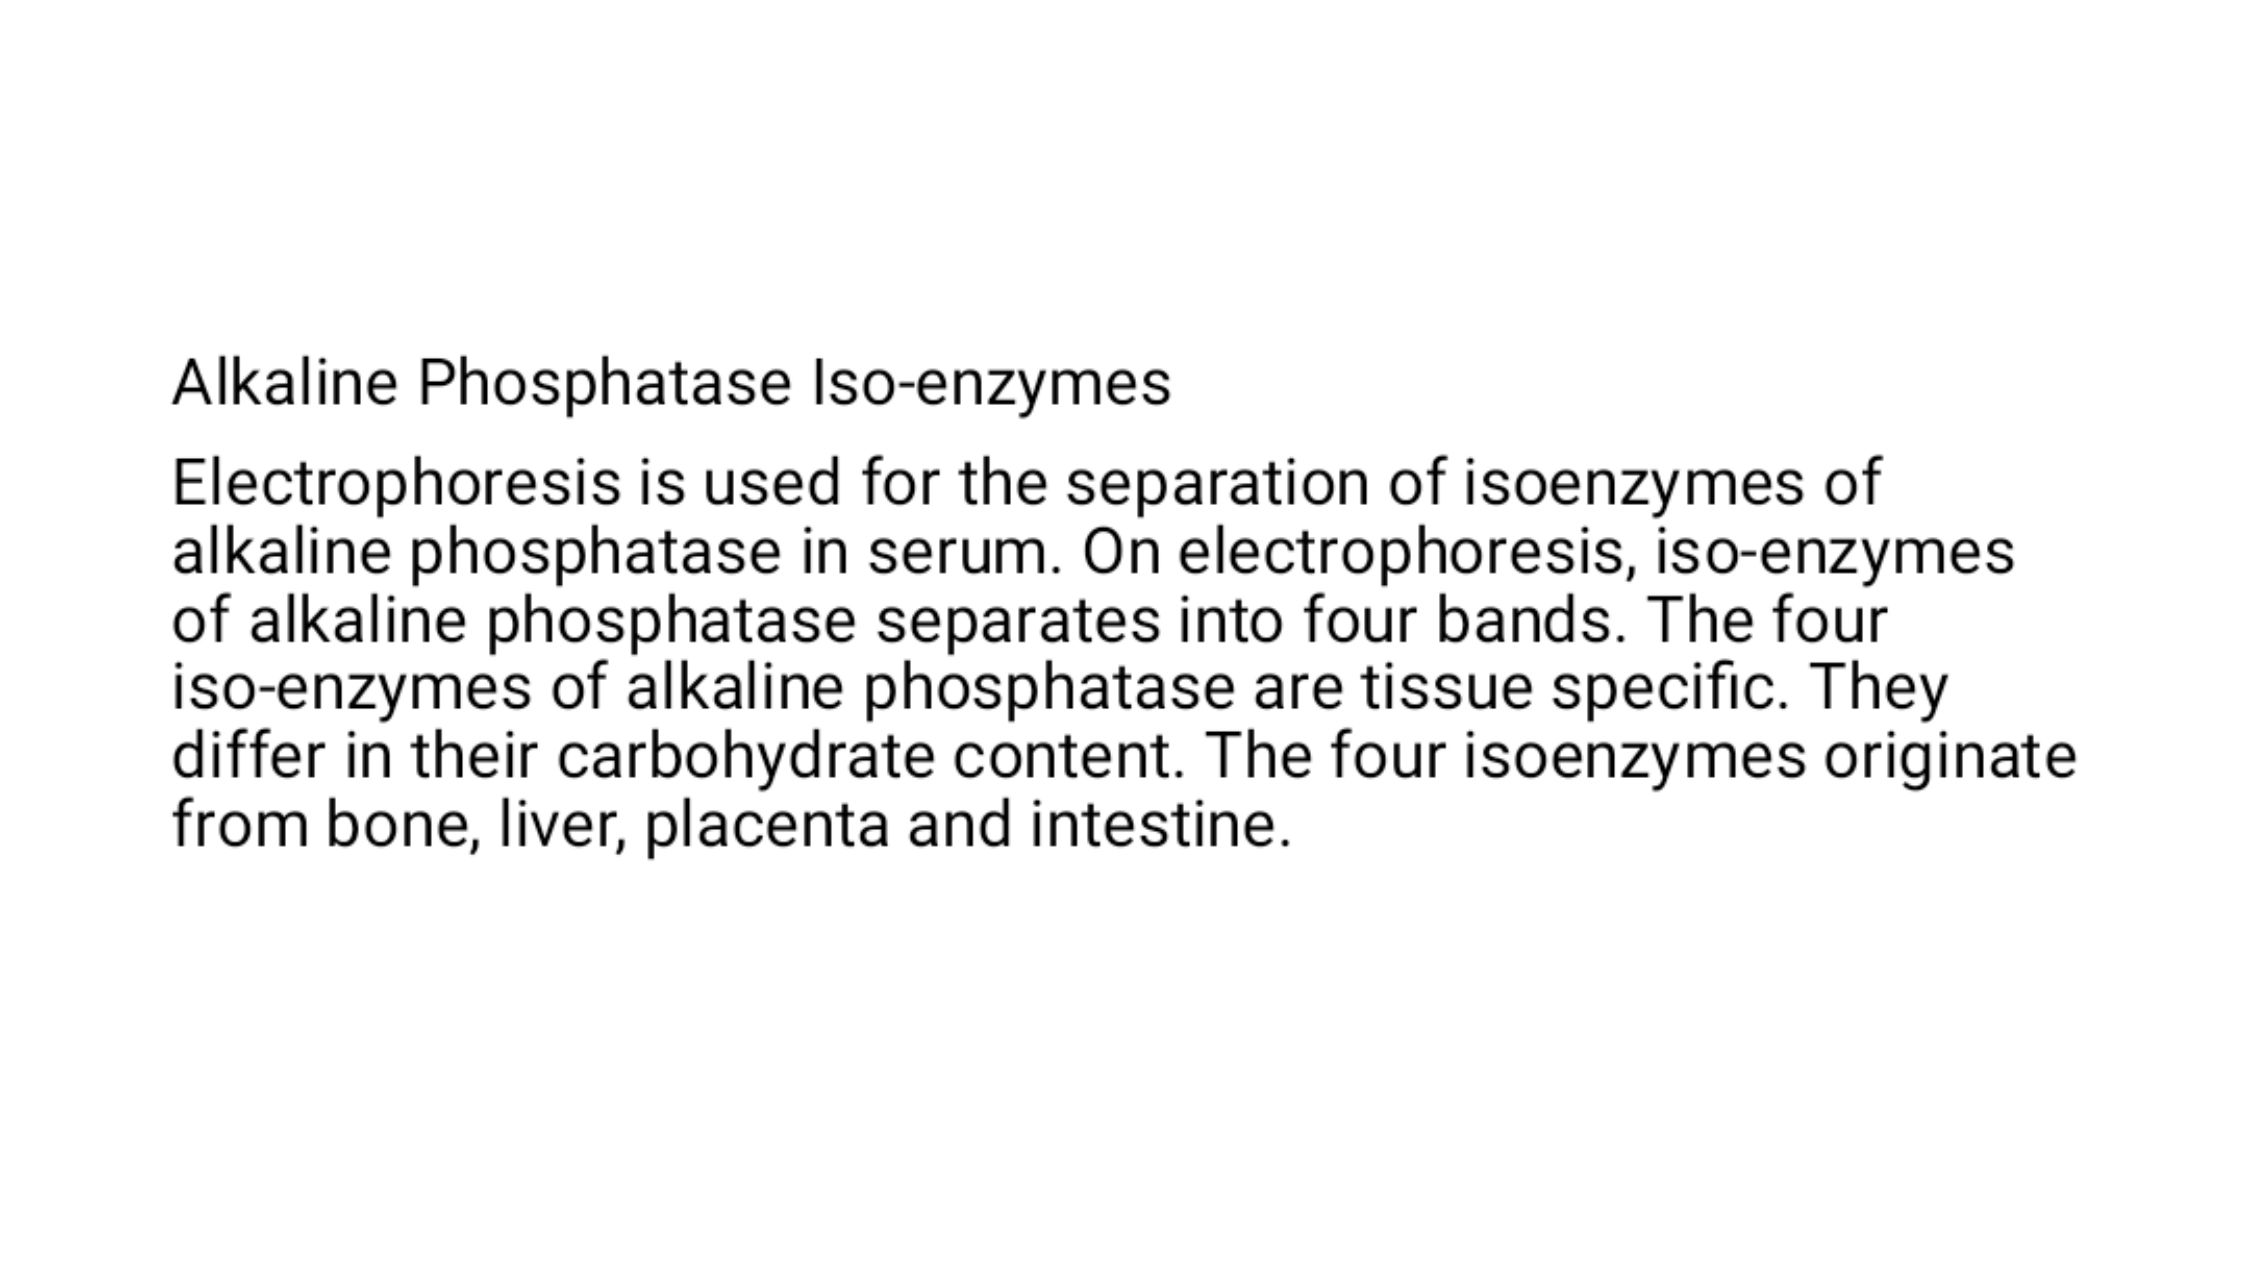 Alkaline Phosphatase Iso-enzymes
Electrophoresis is used for the separation of isoenzymes of
alkaline phosphatase in serum. On electrophoresis, iso-enzymes
of alkaline phosphatase separates into four bands. The four
iso-enzymes of alkaline phosphatase are tissue specific. They
differ in their carbohydrate content. The four isoenzymes originate
from bone, liver, placenta and intestine.